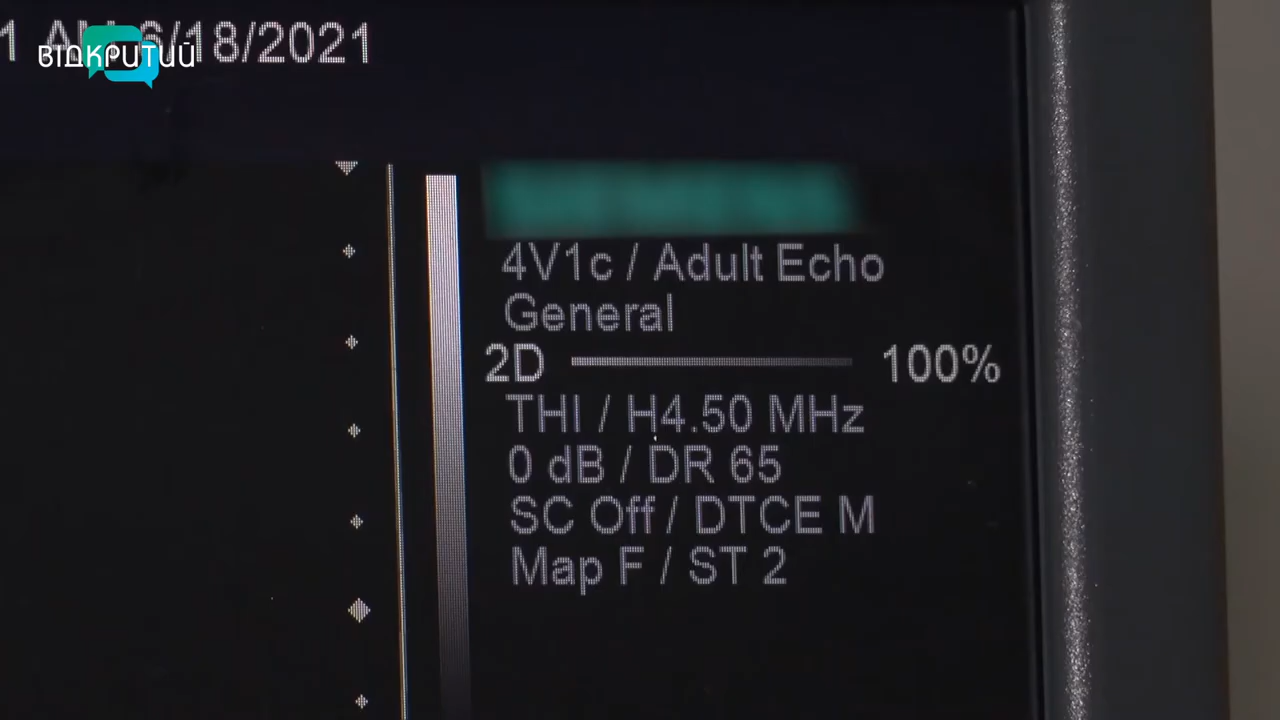 1 AM 6/18/2021
ВІДКРИТИЙ
4V1c / Adult Echo
General
2D 100%
THI / H4.50 MHz
0 dB / DR 65
SC Off / DTCE M
Map F / ST 2